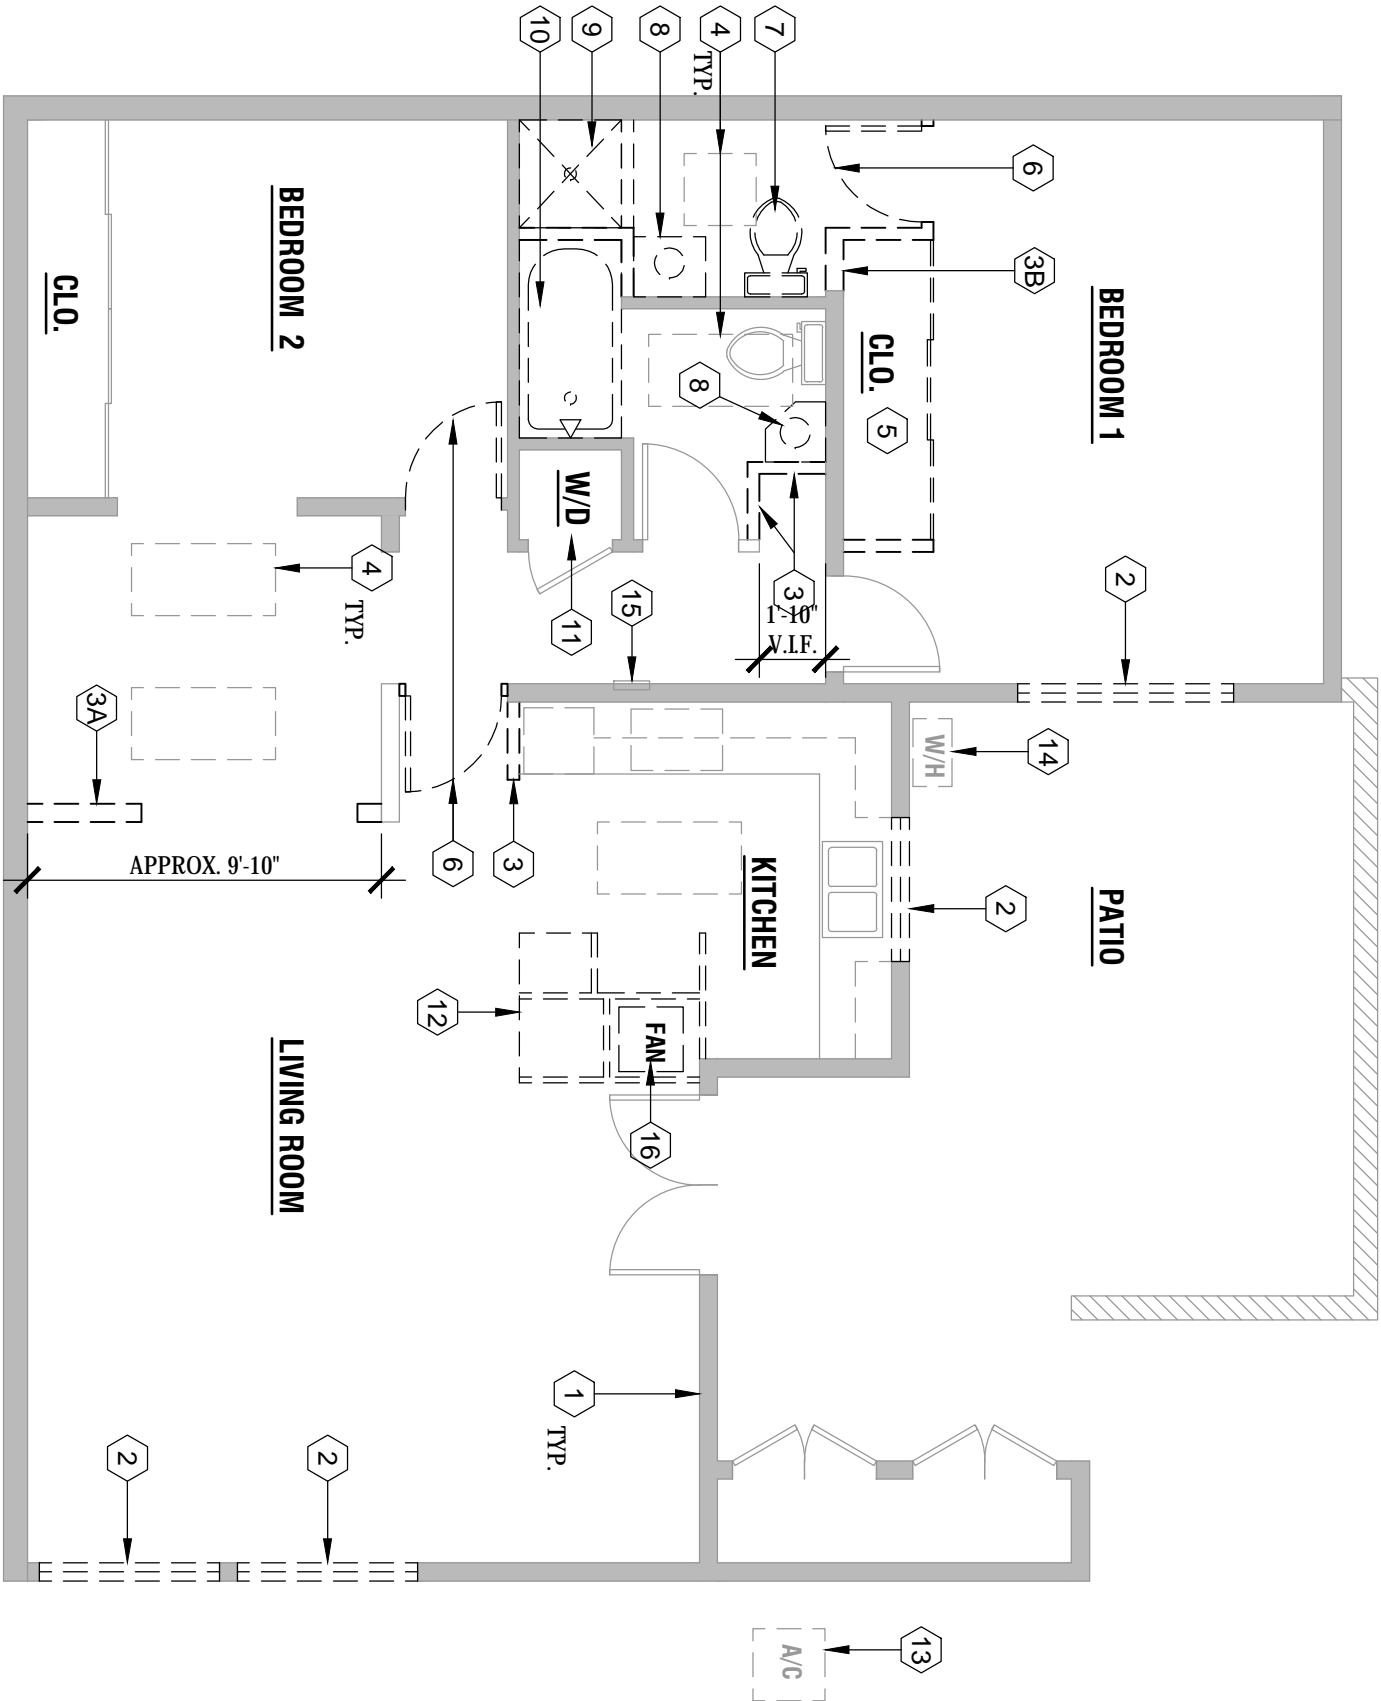 10
9
8
4
TYP.
7
6
3B
BEDROOM 1
CLO.
5
8
BEDROOM 2
CLO.
W/D
3
1'-10"
V.I.F.
2
4
TYP.
11
15
3A
14
W/H
APPROX. 9'-10"
6
3
KITCHEN
2
PATIO
12
FAN
16
LIVING ROOM
1
TYP.
2
2
13
A/C